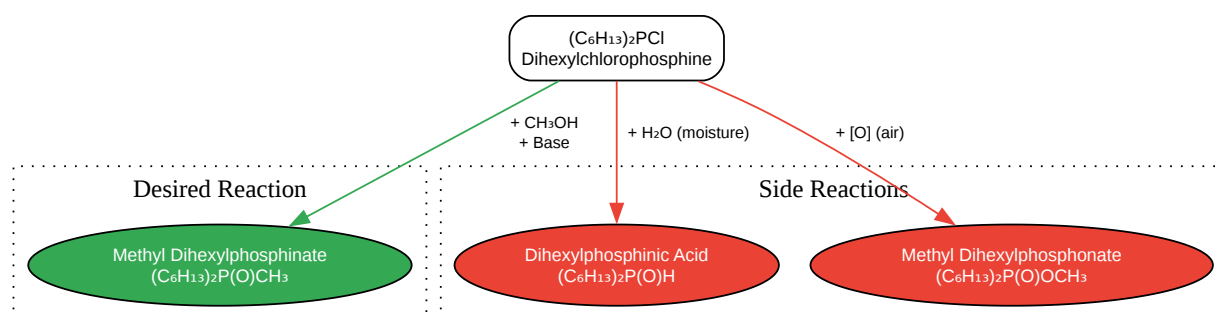 (C₆H₁₃)₂PCl
Dihexylchlorophosphine
+ CH₃OH
+ Base
+ H₂O (moisture)
+ [O] (air)
Desired Reaction
Side Reactions
Methyl Dihexylphosphinate
(C₆H₁₃)₂P(O)CH₃
Dihexylphosphinic Acid
(C₆H₁₃)₂P(O)H
Methyl Dihexylphosphonate
(C₆H₁₃)₂P(O)OCH₃